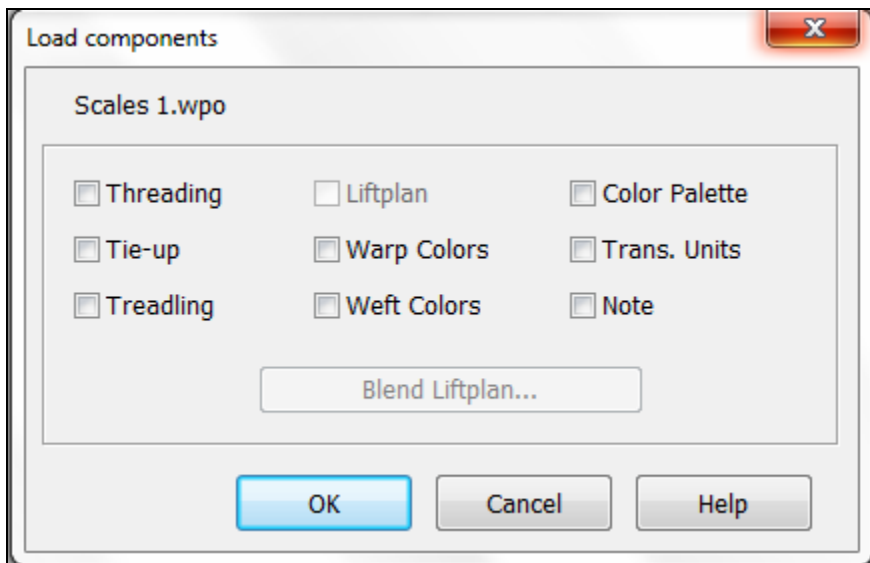 Load components
Scales 1.wpo
Threading
Liftplan
Color Palette
Tie-up
Warp Colors
Trans. Units
Treadling
Weft Colors
Note
Blend Liftplan...
OK
Cancel
Help